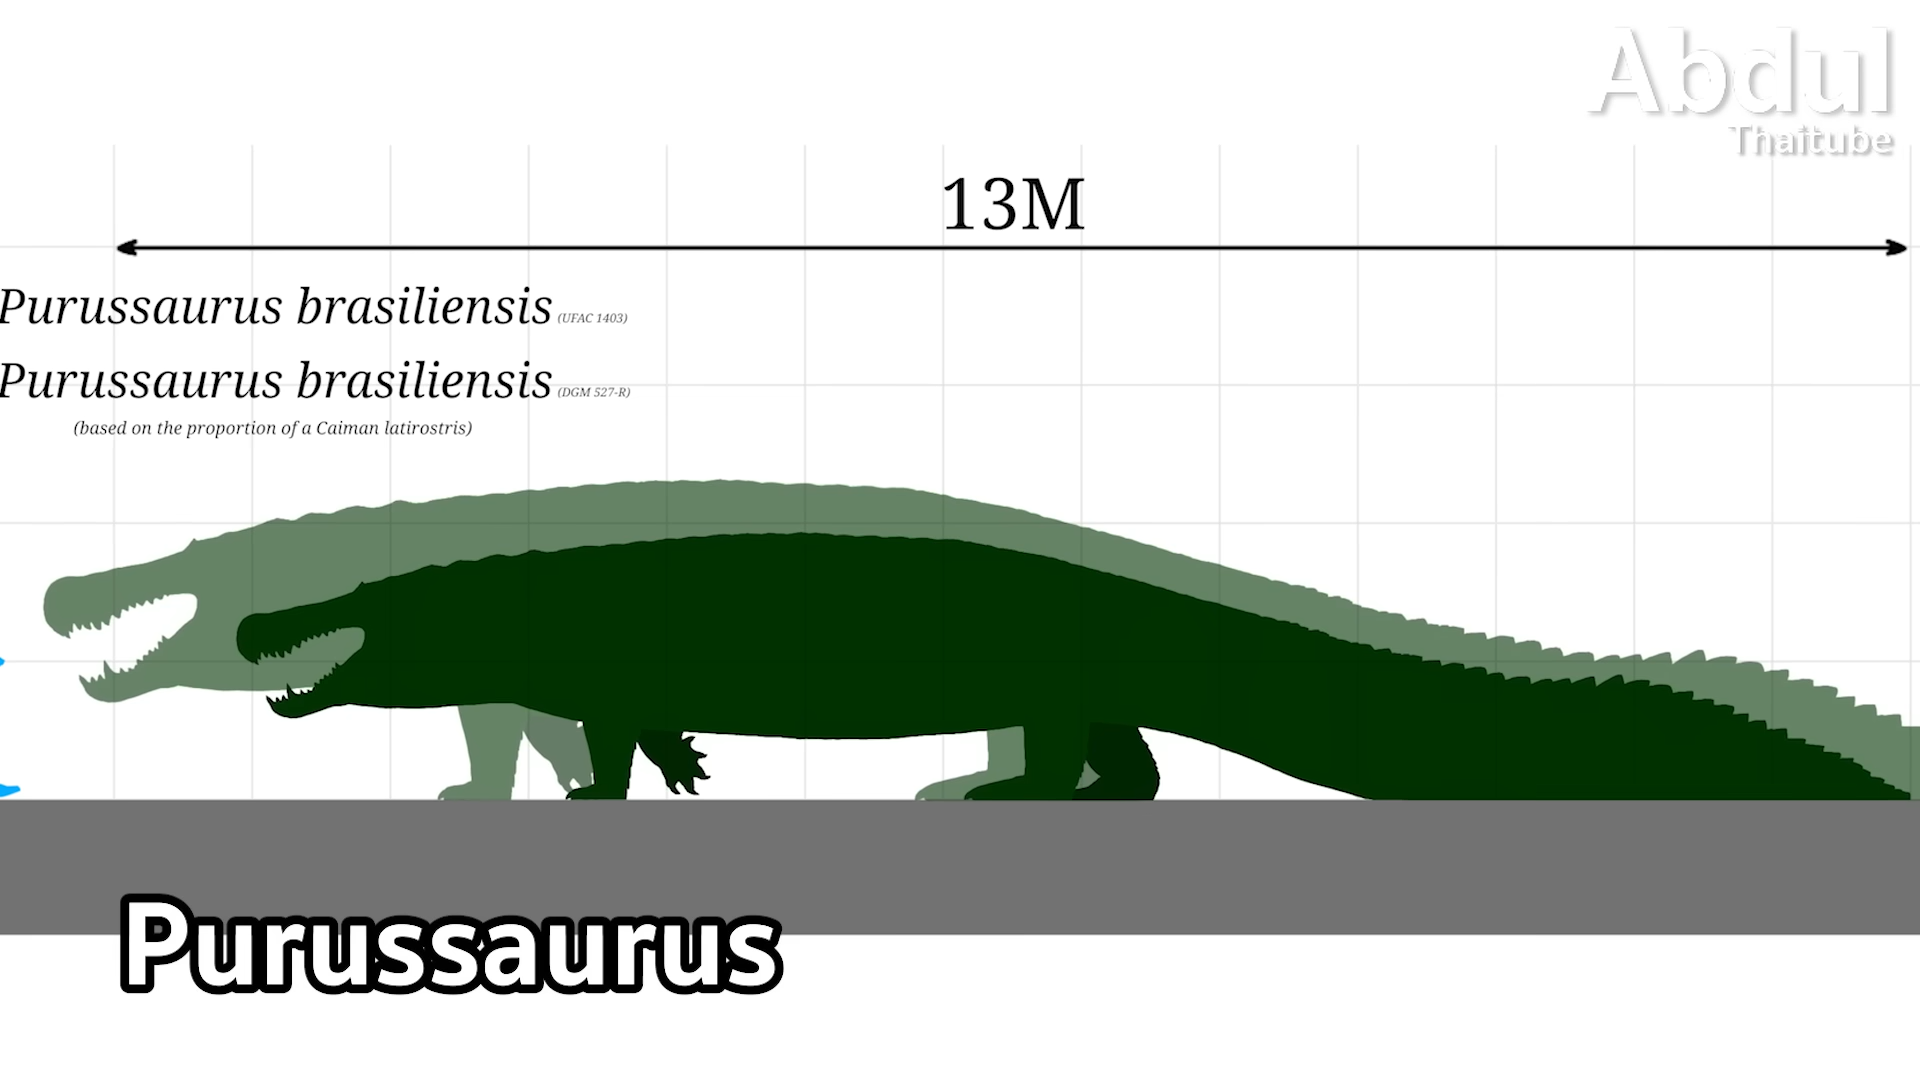 Abdul
Thaitube
13M
Purussaurus brasiliensis (UFAC 1403)
Purussaurus brasiliensis (DGM 527-R)
(based on the proportion of a Caiman latirostris)
Purussaurus